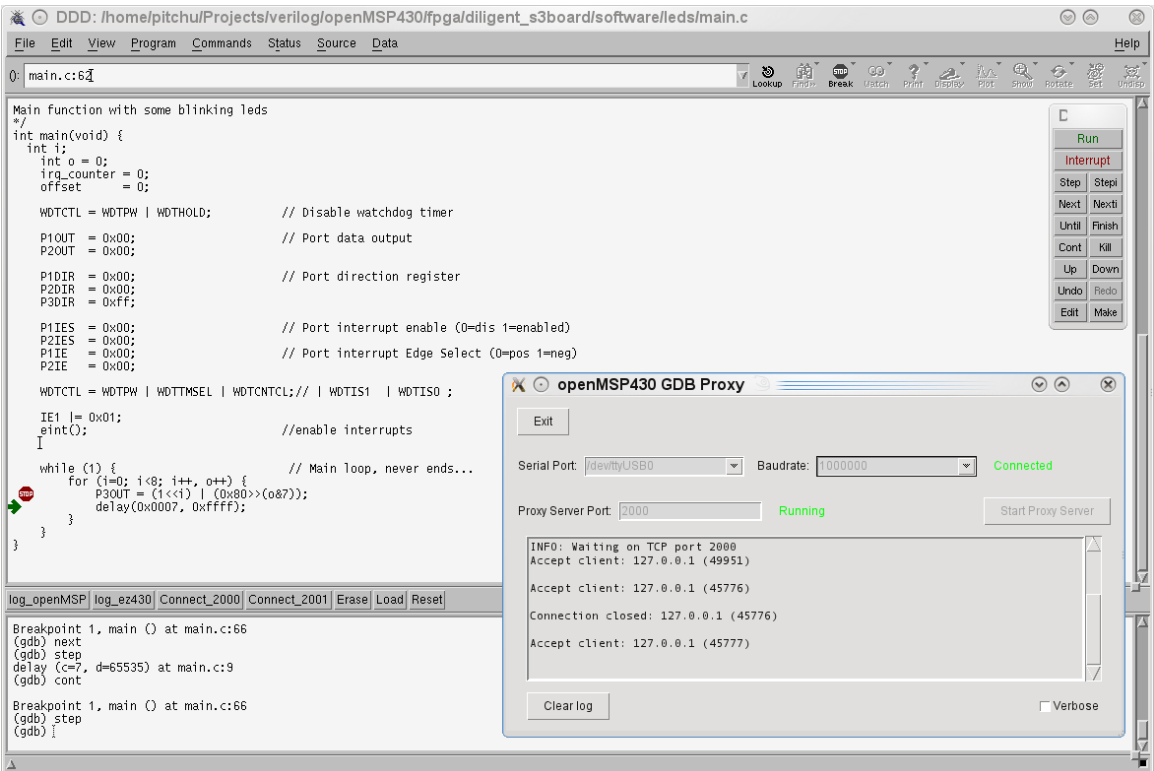 DDD: /home/pitchu/Projects/verilog/openMSP430/fpga/diligent_s3board/software/leds/main.c
File Edit View Program Commands Status Source Data Help
(): main.c:62
Lookup Find» Break Watch Print Display Plot Show Rotate Set Undisp
Main function with some blinking leds
*/
int main(void) {
  int i;
    int o = 0;
    irq_counter = 0;
    offset      = 0;
    WDTCTL = WDTPW | WDTHOLD;          // Disable watchdog timer
    P1OUT  = 0x00;                     // Port data output
    P2OUT  = 0x00;
    P1DIR  = 0x00;                     // Port direction register
    P2DIR  = 0x00;
    P3DIR  = 0xff;
    P1IES  = 0x00;                     // Port interrupt enable (0=dis 1=enabled)
    P2IES  = 0x00;
    P1IE   = 0x00;                     // Port interrupt Edge Select (0=pos 1=neg)
    P2IE   = 0x00;
    WDTCTL = WDTPW | WDTTMSEL | WDTCNTCL;// | WDTIS1  | WDTIS0 ;
    IE1 |= 0x01;
    eint();                            //enable interrupts
    while (1) {                         // Main loop, never ends...
        for (i=0; i<8; i++, o++) {
STOP            P3OUT = (1<<i) | (0x80>>(o&7));
            delay(0x0007, 0xffff);
        }
    }
}
D
Run
Interrupt
Step Stepi
Next Nexti
Until Finish
Cont Kill
Up Down
Undo Redo
Edit Make
log_openMSP log_ez430 Connect_2000 Connect_2001 Erase Load Reset
Breakpoint 1, main () at main.c:66
(gdb) next
(gdb) step
delay (c=7, d=65535) at main.c:9
(gdb) cont
Breakpoint 1, main () at main.c:66
(gdb) step
(gdb)
openMSP430 GDB Proxy
Exit
Serial Port: /dev/ttyUSB0 Baudrate: 1000000 Connected
Proxy Server Port: 2000 Running Start Proxy Server
INFO: Waiting on TCP port 2000
Accept client: 127.0.0.1 (49951)
Accept client: 127.0.0.1 (45776)
Connection closed: 127.0.0.1 (45776)
Accept client: 127.0.0.1 (45777)
Clear log Verbose